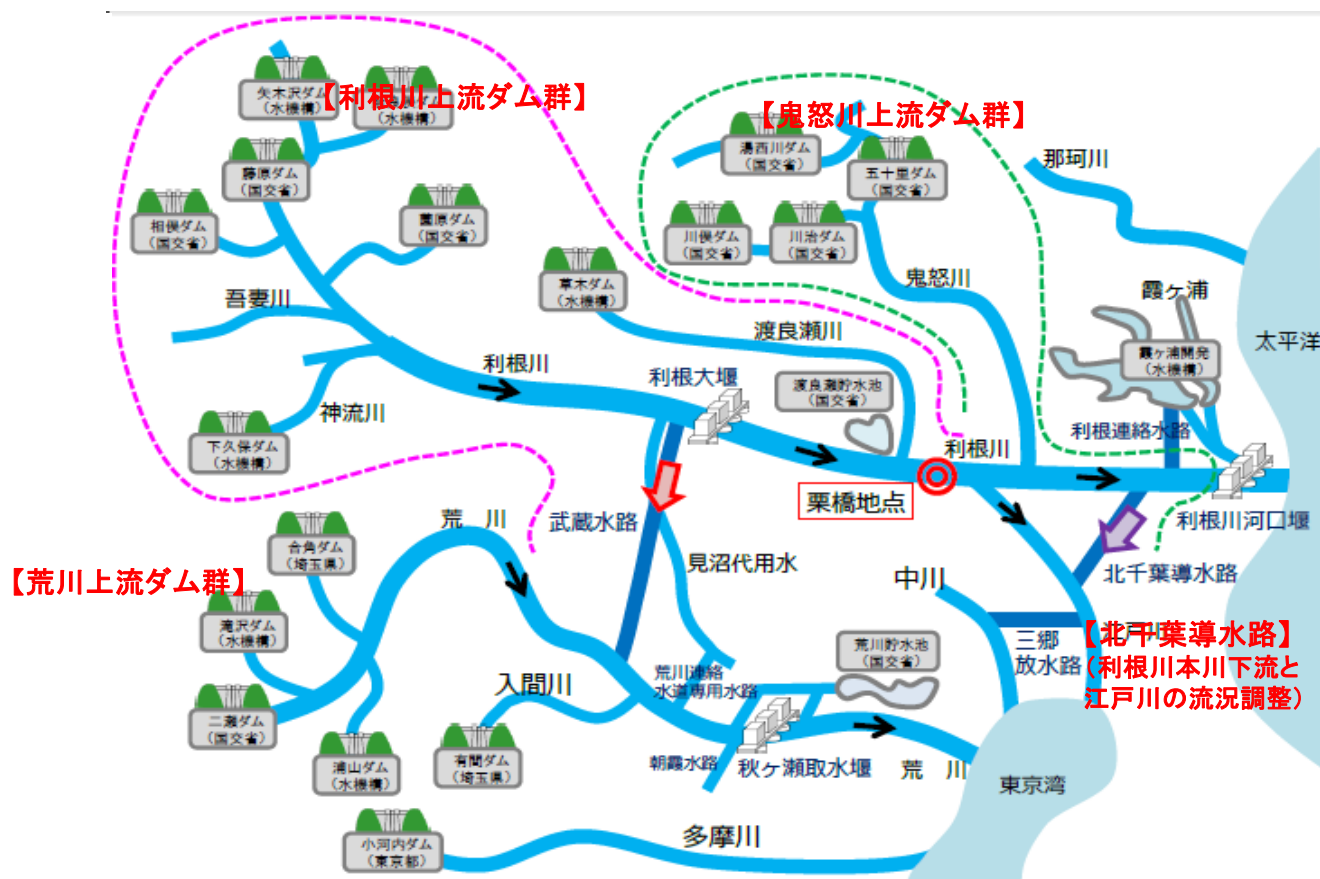 矢木沢ダム
（水機構）
（水機構）
【利根川上流ダム群】
藤原ダム
（国交省）
相俣ダム
（国交省）
薗原ダム
（国交省）
吾妻川
神流川
下久保ダム
（水機構）
利根川
草木ダム
（水機構）
渡良瀬川
利根大堰
渡良瀬貯水池
（国交省）
【鬼怒川上流ダム群】
湯西川ダム
（国交省）
五十里ダム
（国交省）
川俣ダム
（国交省）
川治ダム
（国交省）
鬼怒川
那珂川
霞ヶ浦
霞ヶ浦開発
（水機構）
太平洋
利根連絡水路
利根川
栗橋地点
利根川河口堰
北千葉導水路
荒　川
武蔵水路
見沼代用水
【荒川上流ダム群】
合角ダム
（埼玉県）
滝沢ダム
（水機構）
二瀬ダム
（国交省）
浦山ダム
（水機構）
有間ダム
（埼玉県）
入間川
荒川連絡
水道専用水路
荒川貯水池
（国交省）
中川
三郷
放水路
【北千葉導水路】
（利根川本川下流と
江戸川の流況調整）
朝霞水路
秋ヶ瀬取水堰
荒　川
東京湾
小河内ダム
（東京都）
多摩川